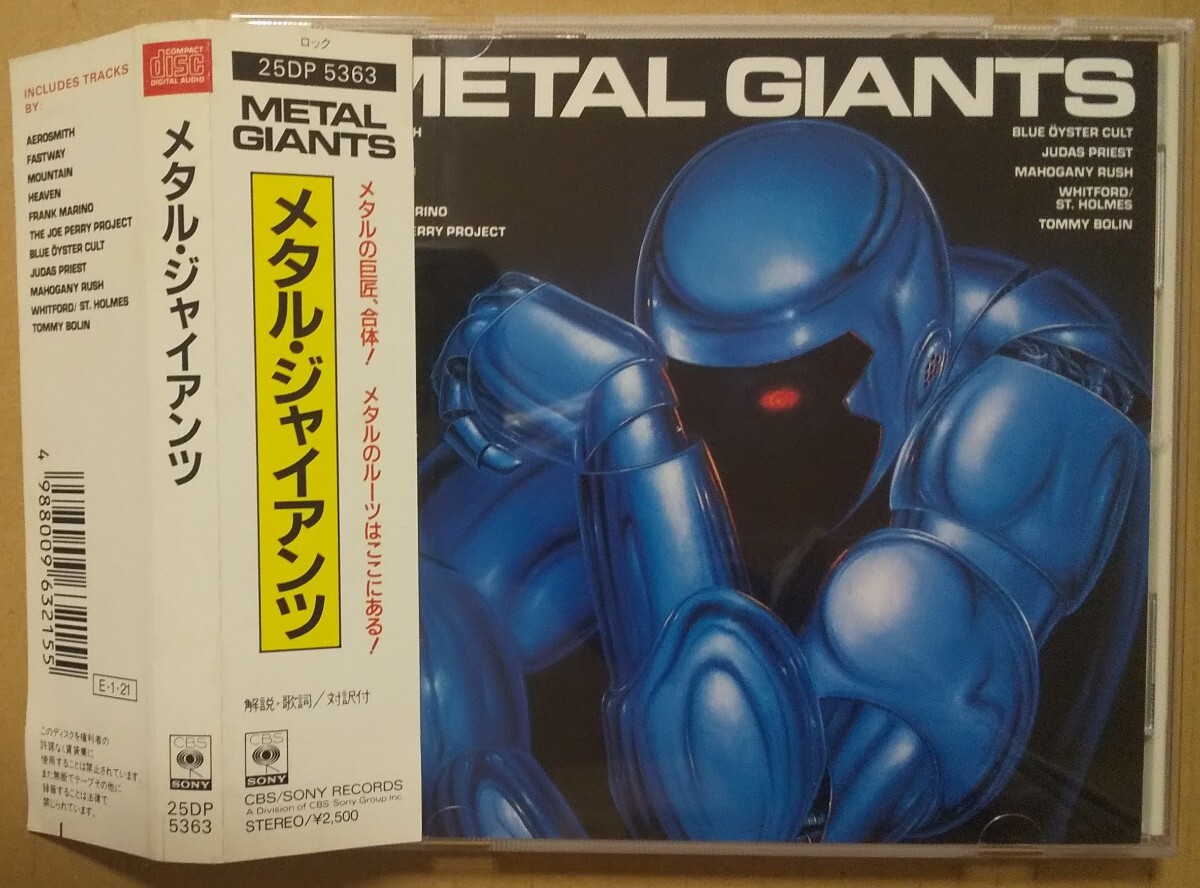 INCLUDES TRACKS
BY:
AEROSMITH
FASTWAY
MOUNTAIN
HEAVEN
FRANK MARINO
THE JOE PERRY PROJECT
BLUE ÖYSTER CULT
JUDAS PRIEST
MAHOGANY RUSH
WHITFORD/ ST. HOLMES
TOMMY BOLIN
4 988009 632155
E-1-21
このディスクを権利者の
許諾なく賃貸業に
使用することは禁止されています。
また無断でテープその他に
録音することは法律で
禁じられています。
COMPACT
disc
DIGITAL AUDIO
メタル・ジャイアンツ
CBS
SONY
25DP
5363
ロック
25DP 5363
METAL
GIANTS
メタルの巨匠、合体!
メタルのルーツはここにある!
メタル・ジャイアンツ
解説・歌詞/対訳付
CBS
SONY
CBS/SONY RECORDS
A Division of CBS Sony Group Inc
STEREO/¥2,500
METAL GIANTS
H
RINO
ERRY PROJECT
BLUE ÖYSTER CULT
JUDAS PRIEST
MAHOGANY RUSH
WHITFORD/
ST. HOLMES
TOMMY BOLIN